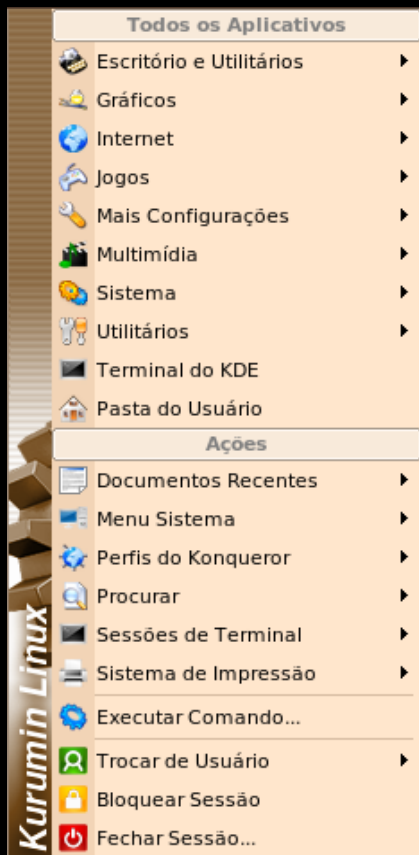 Todos os Aplicativos
Escritório e Utilitários
Gráficos
Internet
Jogos
Mais Configurações
Multimídia
Sistema
Utilitários
Terminal do KDE
Pasta do Usuário
Ações
Documentos Recentes
Menu Sistema
Perfis do Konqueror
Procurar
Sessões de Terminal
Sistema de Impressão
Executar Comando...
Trocar de Usuário
Bloquear Sessão
Fechar Sessão...
Kurumin Linux